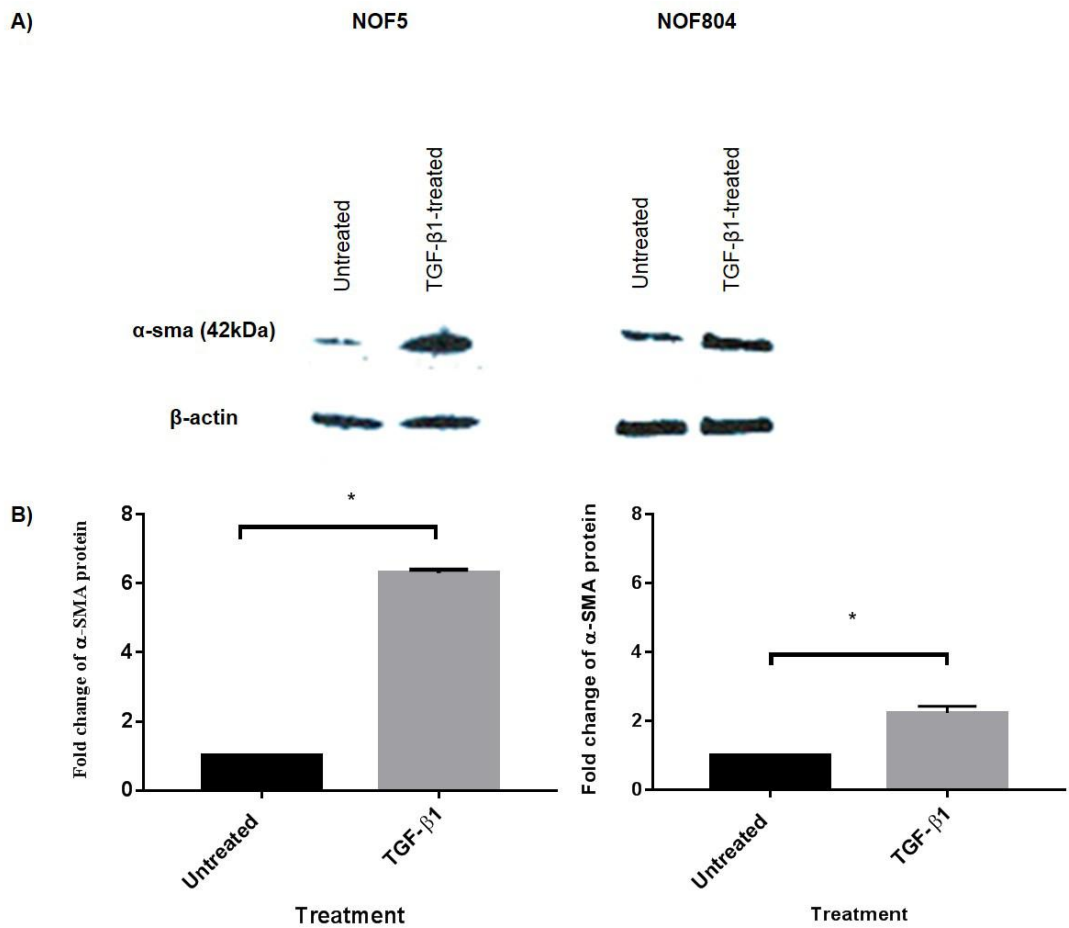 A) NOF5 NOF804
Untreated
TGF-β1-treated
Untreated
TGF-β1-treated
α-sma (42kDa)
β-actin
B)
Fold change of α-SMA protein
8
6
4
2
0
*
Untreated
TGF-β1
Treatment
Fold change of α-SMA protein
8
6
4
2
0
*
Untreated
TGF-β1
Treatment